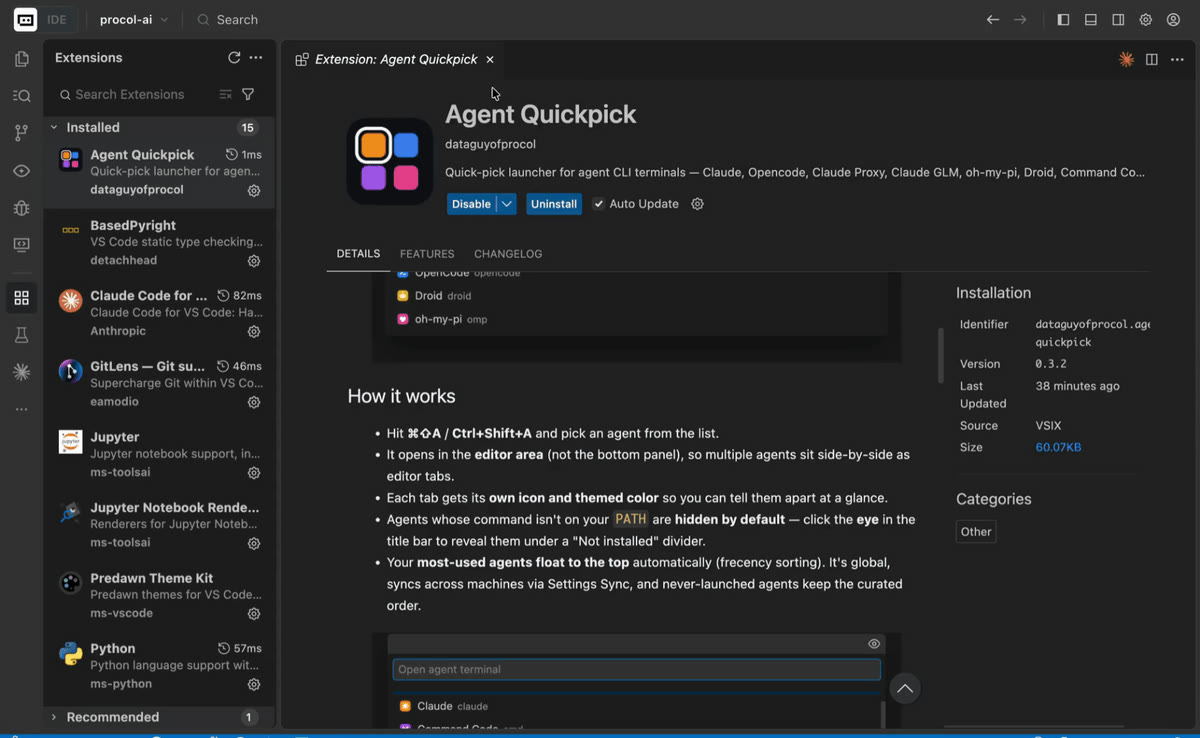 IDE
procol-ai
Search
Extensions
Search Extensions
Installed
15
Agent Quickpick
1ms
Quick-pick launcher for agen...
dataguyofprocol
BasedPyright
VS Code static type checking...
detachhead
Claude Code for ...
82ms
Claude Code for VS Code: Ha...
Anthropic
GitLens — Git su...
46ms
Supercharge Git within VS Co...
eamodio
Jupyter
Jupyter notebook support, in...
ms-toolsai
Jupyter Notebook Rende...
Renderers for Jupyter Noteb...
ms-toolsai
Predawn Theme Kit
Predawn themes for VS Code...
ms-vscode
Python
57ms
Python language support wit...
ms-python
Recommended
1
Extension: Agent Quickpick
Agent Quickpick
dataguyofprocol
Quick-pick launcher for agent CLI terminals — Claude, Opencode, Claude Proxy, Claude GLM, oh-my-pi, Droid, Command Co...
Disable
Uninstall
Auto Update
DETAILS
FEATURES
CHANGELOG
OpenCode opencode
Droid droid
oh-my-pi omp
How it works
• Hit ⌘⇧A / Ctrl+Shift+A and pick an agent from the list.
• It opens in the editor area (not the bottom panel), so multiple agents sit side-by-side as
editor tabs.
• Each tab gets its own icon and themed color so you can tell them apart at a glance.
• Agents whose command isn't on your PATH are hidden by default — click the eye in the
title bar to reveal them under a "Not installed" divider.
• Your most-used agents float to the top automatically (frecency sorting). It's global,
syncs across machines via Settings Sync, and never-launched agents keep the curated
order.
Open agent terminal
Claude claude
Command Code cmd
Installation
Identifier
dataguyofprocol.age
quickpick
Version
0.3.2
Last
Updated
38 minutes ago
Source
VSIX
Size
60.07KB
Categories
Other